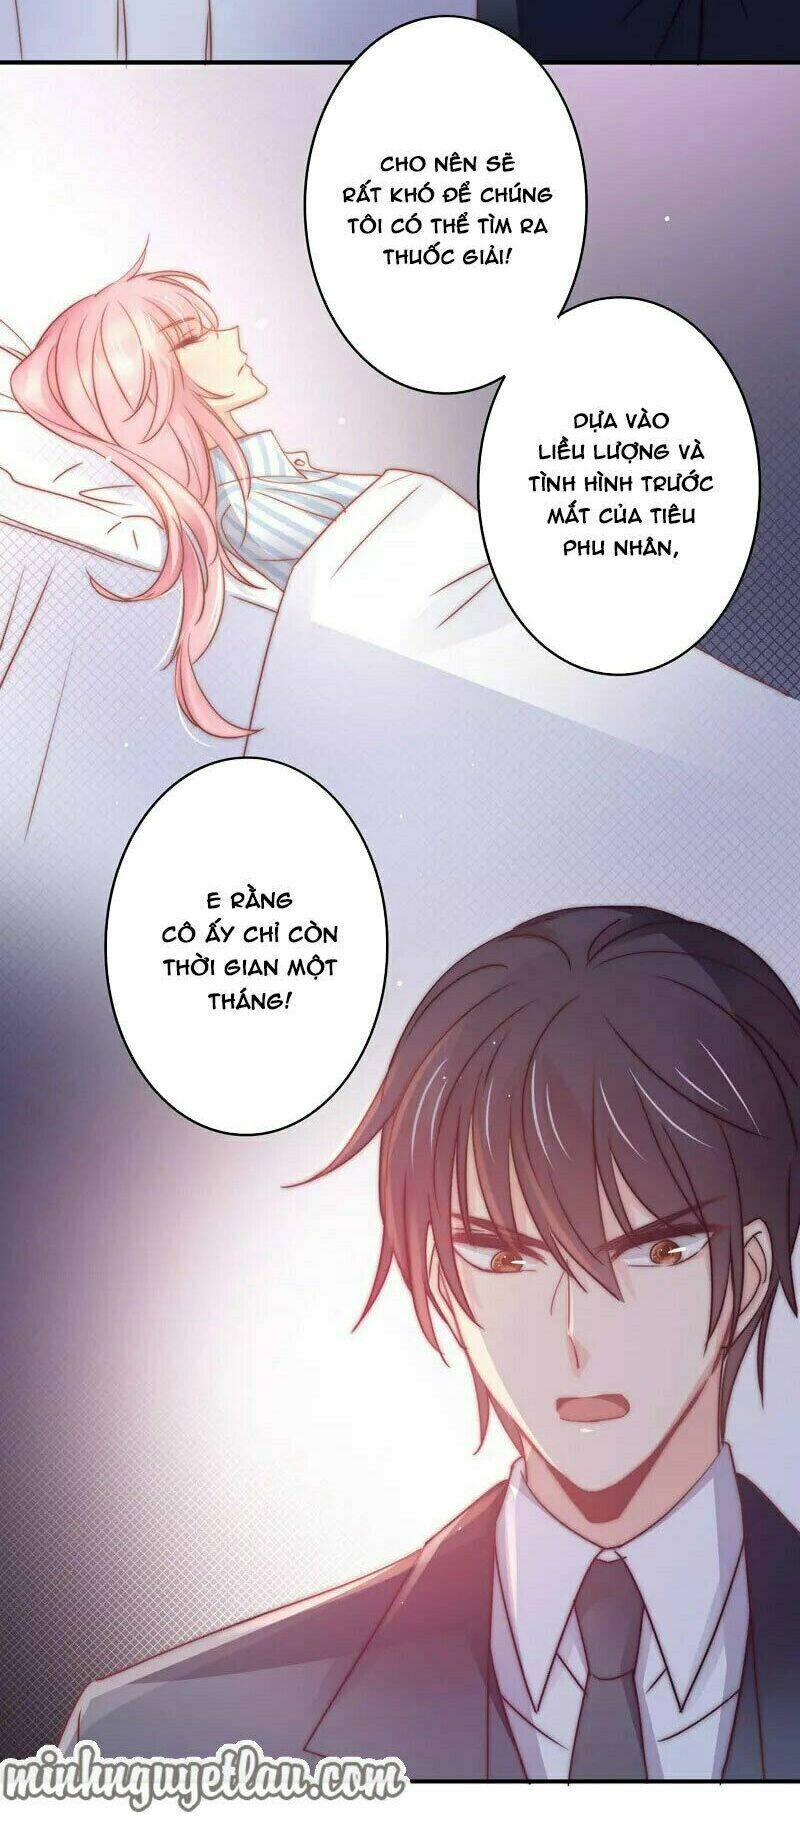 CHO NÊN SẼ
RẤT KHÓ ĐỂ CHÚNG
TÔI CÓ THỂ TÌM RA
THUỐC GIẢI!
DỰA VÀO
LIỀU LƯỢNG VÀ
TÌNH HÌNH TRƯỚC
MẮT CỦA TIÊU
PHU NHÂN,
E RẰNG
CÔ ẤY CHỈ CÒN
THỜI GIAN MỘT
THÁNG!
minhnguyetlau.com